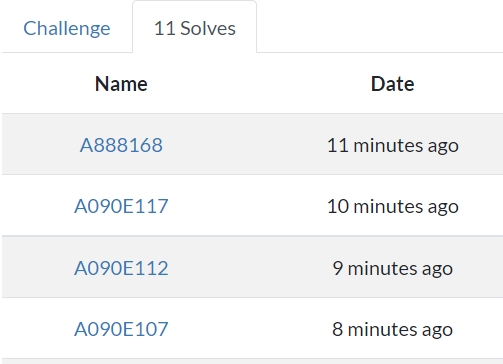 Challenge 11 Solves
Name Date
A888168 11 minutes ago
A090E117 10 minutes ago
A090E112 9 minutes ago
A090E107 8 minutes ago